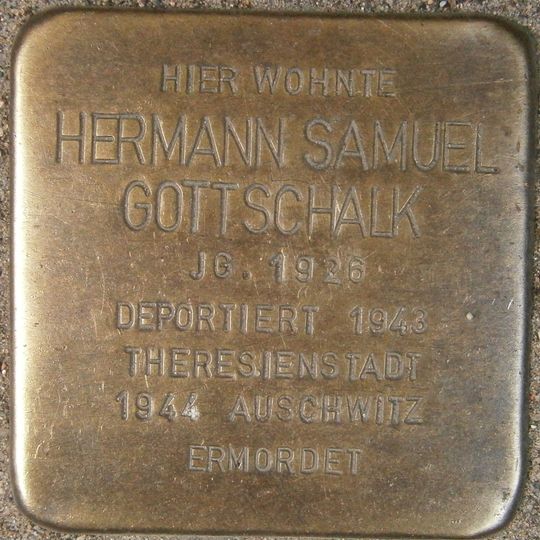 HIER WOHNTE
HERMANN SAMUEL
GOTTSCHALK
JG. 1926
DEPORTIERT 1943
THERESIENSTADT
1944 AUSCHWITZ
ERMORDET